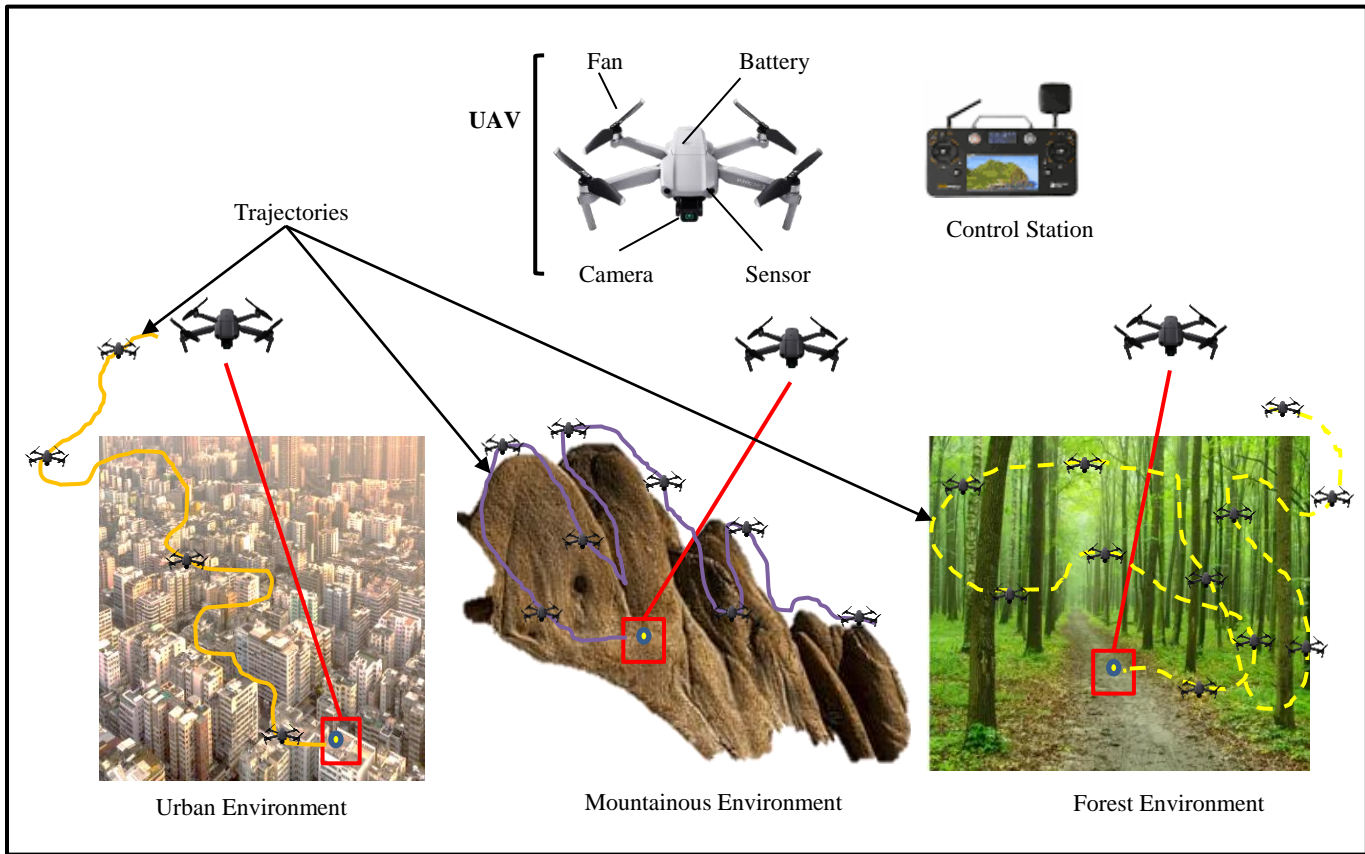 Fan
Battery
UAV
Trajectories
Control Station
Camera
Sensor
Urban Environment
Mountainous Environment
Forest Environment